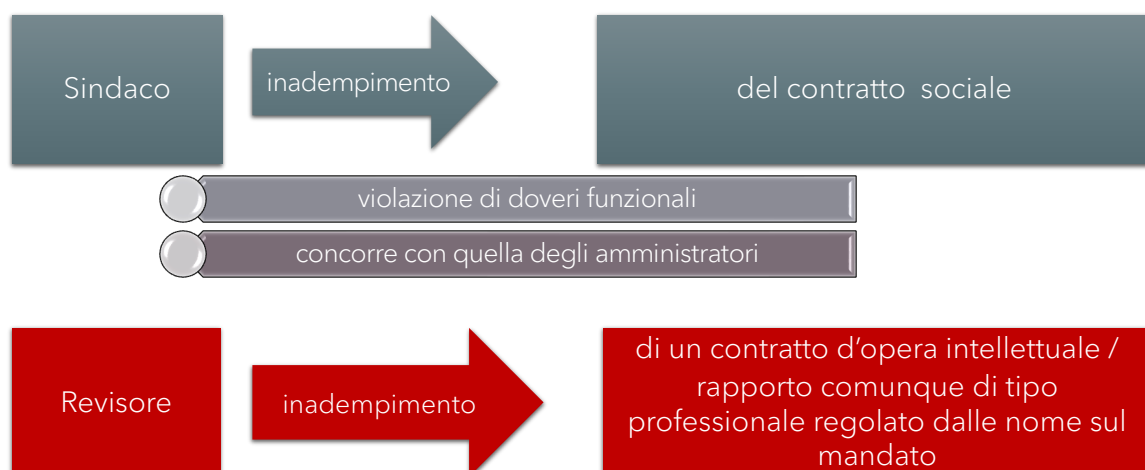 Sindaco
inadempimento
del contratto sociale
violazione di doveri funzionali
concorre con quella degli amministratori
Revisore
inadempimento
di un contratto d’opera intellettuale /
rapporto comunque di tipo
professionale regolato dalle nome sul
mandato